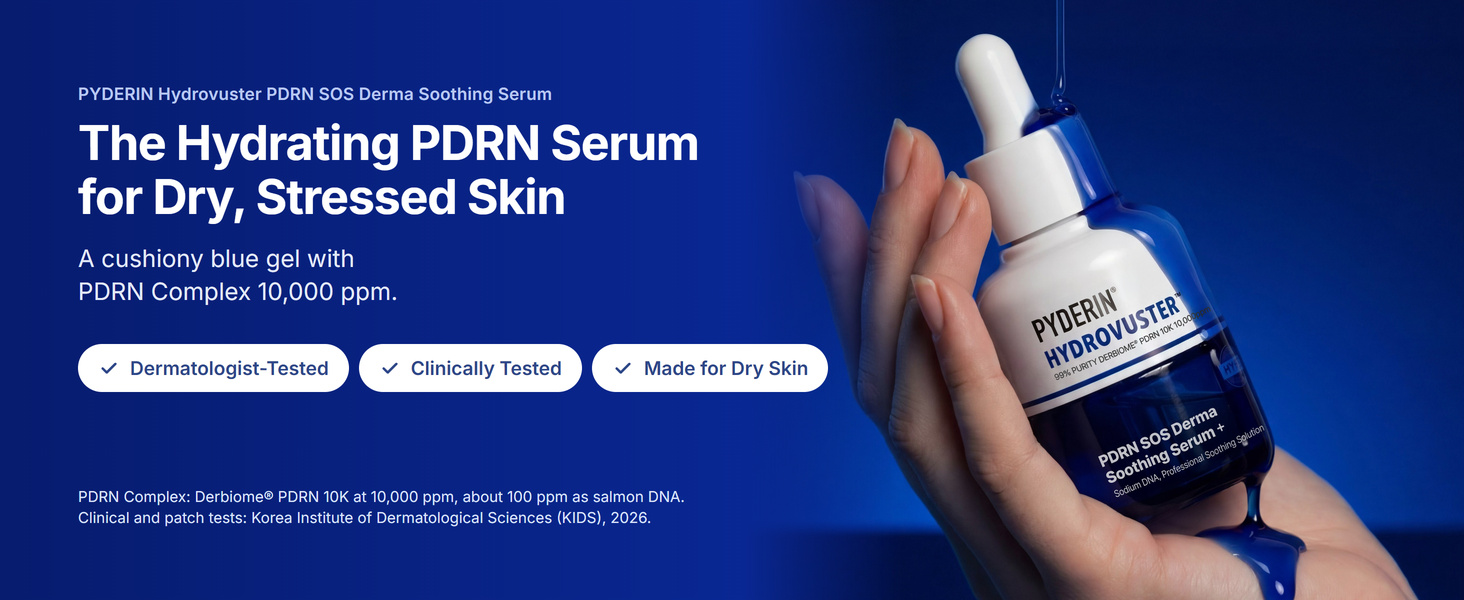 PYDERIN Hydrovuster PDRN SOS Derma Soothing Serum
The Hydrating PDRN Serum
for Dry, Stressed Skin
A cushiony blue gel with
PDRN Complex 10,000 ppm.
Dermatologist-Tested
Clinically Tested
Made for Dry Skin
PDRN Complex: Derbiome® PDRN 10K at 10,000 ppm, about 100 ppm as salmon DNA.
Clinical and patch tests: Korea Institute of Dermatological Sciences (KIDS), 2026.
PYDERIN®
HYDROVUSTER™
99% PURITY DERBIOME® PDRN 10K
PDRN SOS Derma
Soothing Serum +
Sodium DNA, Professional Soothing Solution